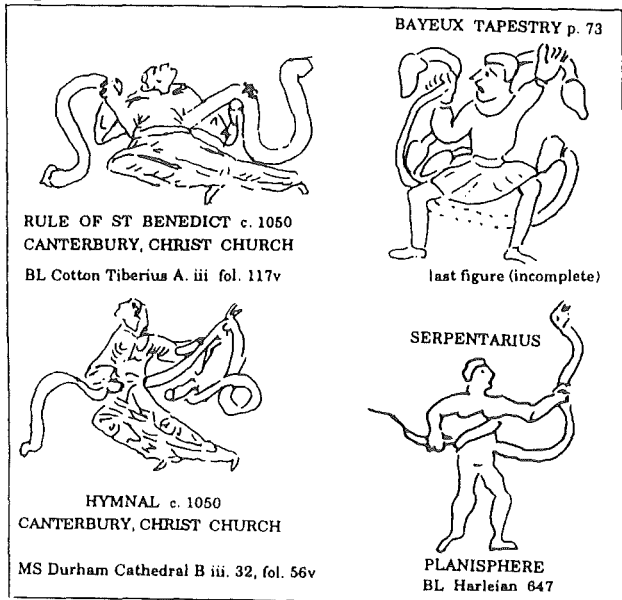 BAYEUX TAPESTRY p. 73
RULE OF ST BENEDICT c. 1050
CANTERBURY, CHRIST CHURCH
BL Cotton Tiberius A. iii fol. 117v
last figure (incomplete)
SERPENTARIUS
HYMNAL c. 1050
CANTERBURY, CHRIST CHURCH
MS Durham Cathedral B iii. 32, fol. 56v
PLANISPHERE
BL Harleian 647